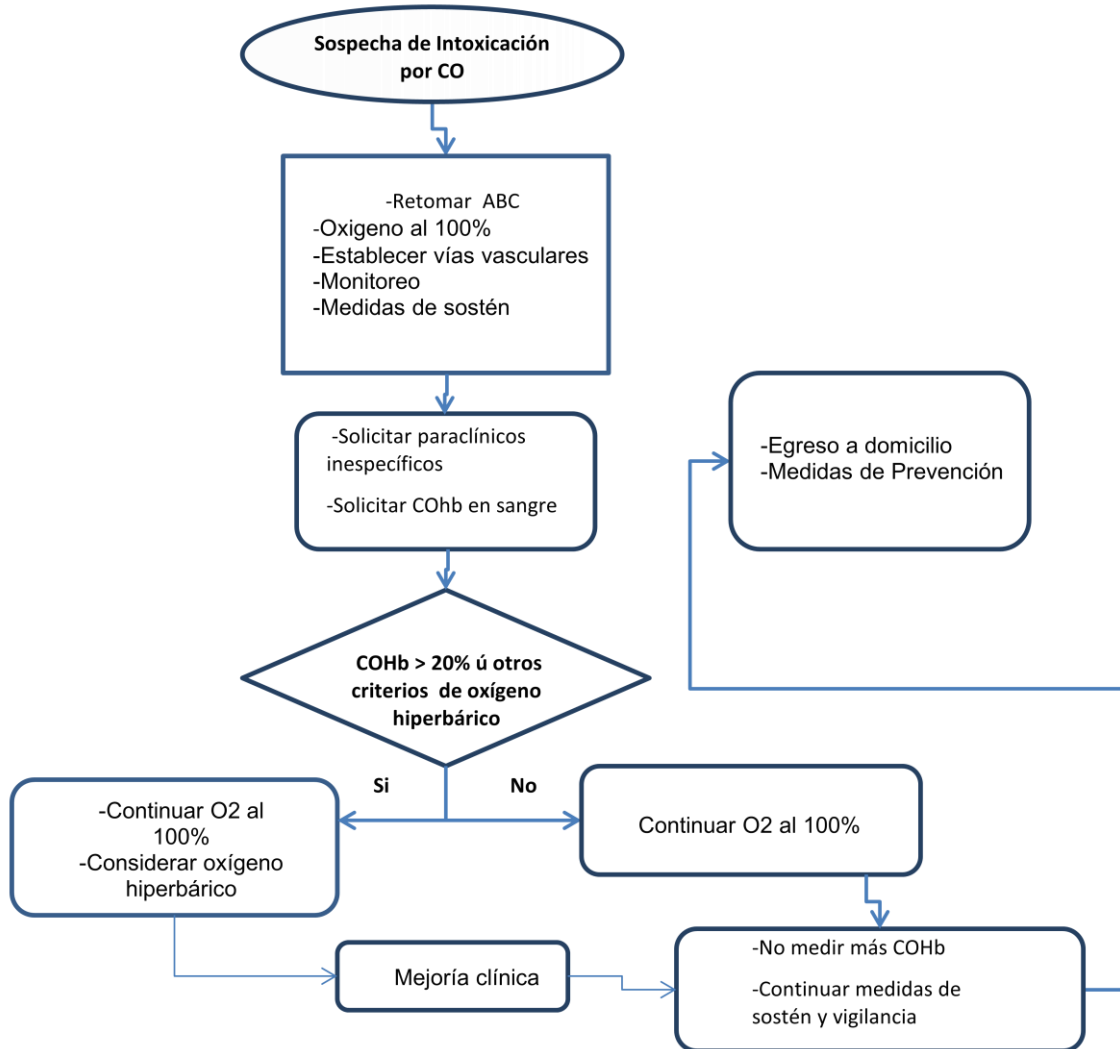 Sospecha de Intoxicación
por CO
-Retomar ABC
-Oxigeno al 100%
-Establecer vías vasculares
-Monitoreo
-Medidas de sostén
-Solicitar paraclínicos
inespecíficos
-Solicitar COhb en sangre
-Egreso a domicilio
-Medidas de Prevención
COHb > 20% ú otros
criterios de oxígeno
hiperbárico
Si
No
-Continuar O2 al
100%
-Considerar oxígeno
hiperbárico
Continuar O2 al 100%
Mejoría clínica
-No medir más COHb
-Continuar medidas de
sostén y vigilancia